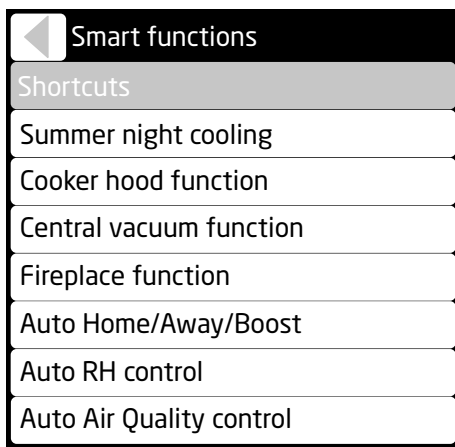 Smart functions
Shortcuts
Summer night cooling
Cooker hood function
Central vacuum function
Fireplace function
Auto Home/Away/Boost
Auto RH control
Auto Air Quality control